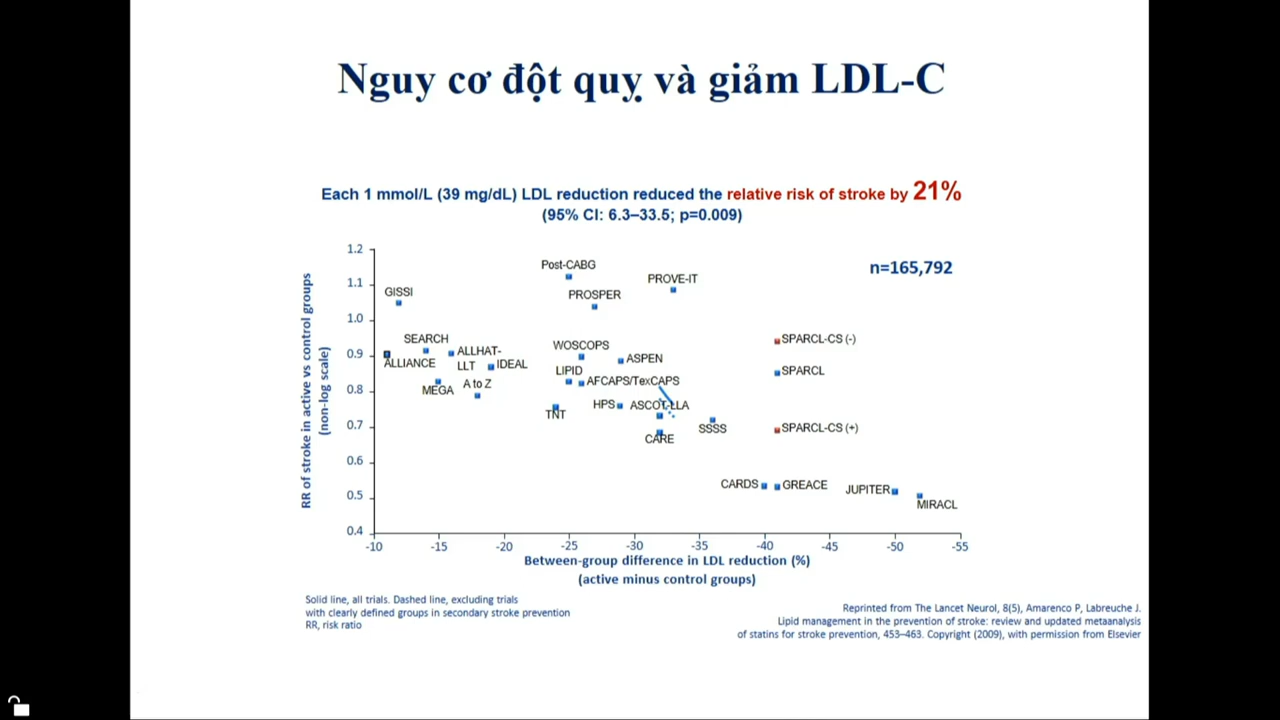 Nguy cơ đột quỵ và giảm LDL-C
Each 1 mmol/L (39 mg/dL) LDL reduction reduced the relative risk of stroke by 21%
(95% CI: 6.3–33.5; p=0.009)
n=165,792
RR of stroke in active vs control groups
(non-log scale)
1.2
1.1
1.0
0.9
0.8
0.7
0.6
0.5
0.4
Post-CABG
PROVE-IT
GISSI
PROSPER
SEARCH
SPARCL-CS (-)
WOSCOPS
ALLHAT-
LLT
ASPEN
ALLIANCE
IDEAL
LIPID
SPARCL
A to Z
AFCAPS/TexCAPS
MEGA
HPS
ASCOT-LLA
TNT
SSSS
SPARCL-CS (+)
CARE
CARDS
GREACE
JUPITER
MIRACL
-10
-15
-20
-25
-30
-35
-40
-45
-50
-55
Between-group difference in LDL reduction (%)
(active minus control groups)
Solid line, all trials. Dashed line, excluding trials
with clearly defined groups in secondary stroke prevention
RR, risk ratio
Reprinted from The Lancet Neurol, 8(5), Amarenco P, Labreuche J.
Lipid management in the prevention of stroke: review and updated metaanalysis
of statins for stroke prevention, 453–463. Copyright (2009), with permission from Elsevier